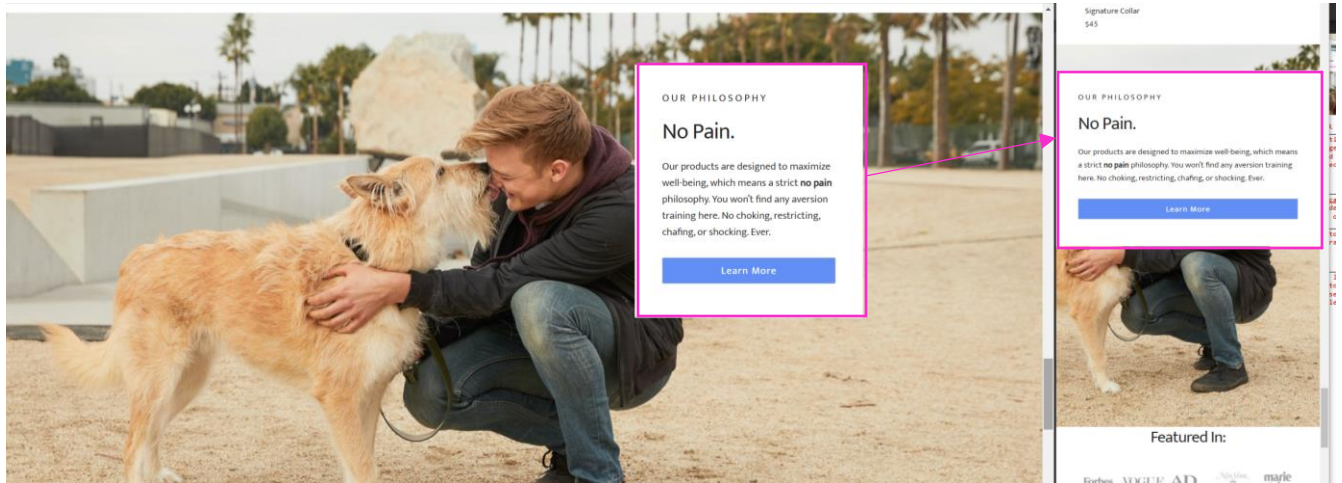 OUR PHILOSOPHY
No Pain.
Our products are designed to maximize
well-being, which means a strict no pain
philosophy. You won't find any aversion
training here. No choking, restricting,
chafing, or shocking. Ever.
Learn More
Signature Collar
$45
OUR PHILOSOPHY
No Pain.
Our products are designed to maximize well-being, which means
a strict no pain philosophy. You won't find any aversion training
here. No choking, restricting, chafing, or shocking. Ever.
Learn More
Featured In:
Forbes VOGUE AD marie